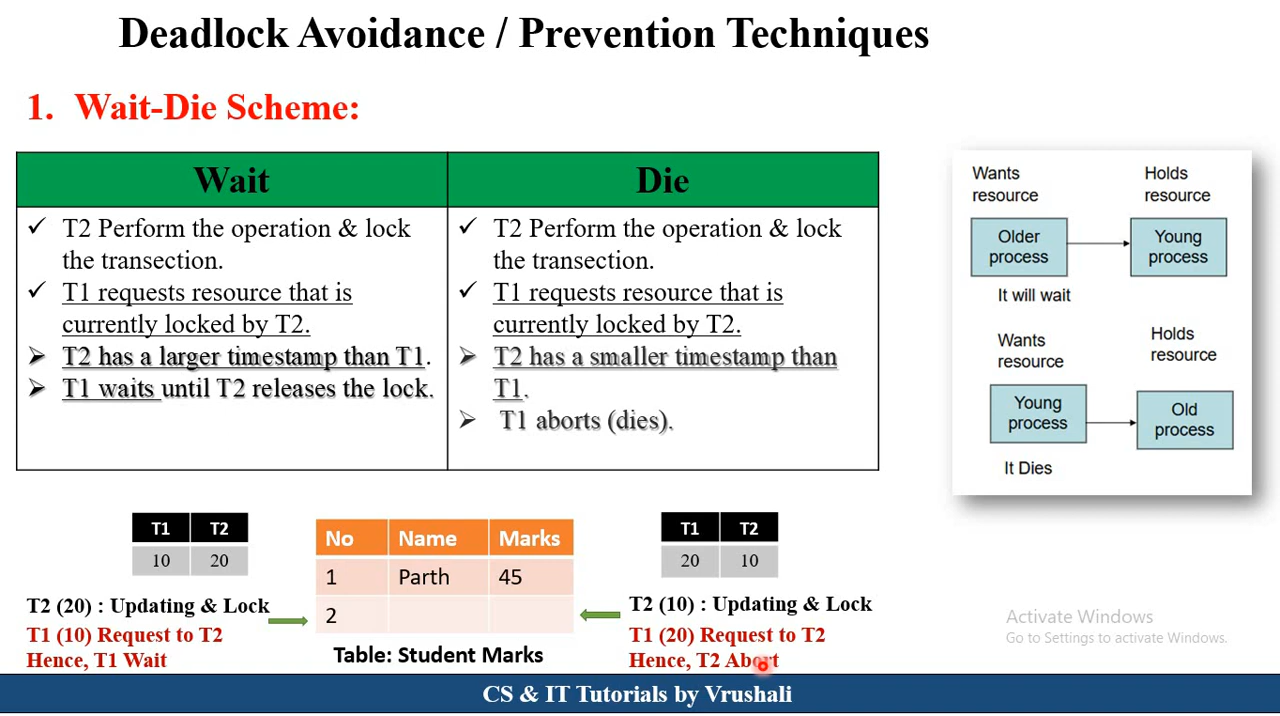 Deadlock Avoidance / Prevention Techniques
1. Wait-Die Scheme:
Wait
Die
✓ T2 Perform the operation & lock
the transection.
✓ T1 requests resource that is
currently locked by T2.
➢ T2 has a larger timestamp than T1.
➢ T1 waits until T2 releases the lock.
✓ T2 Perform the operation & lock
the transection.
✓ T1 requests resource that is
currently locked by T2.
➢ T2 has a smaller timestamp than
T1.
➢ T1 aborts (dies).
Wants
resource
Holds
resource
Older
process
Young
process
It will wait
Wants
resource
Holds
resource
Young
process
Old
process
It Dies
T1 T2
10 20
T2 (20) : Updating & Lock
T1 (10) Request to T2
Hence, T1 Wait
No Name Marks
1 Parth 45
2
Table: Student Marks
T1 T2
20 10
T2 (10) : Updating & Lock
T1 (20) Request to T2
Hence, T2 Abort
Activate Windows
Go to Settings to activate Windows.
CS & IT Tutorials by Vrushali